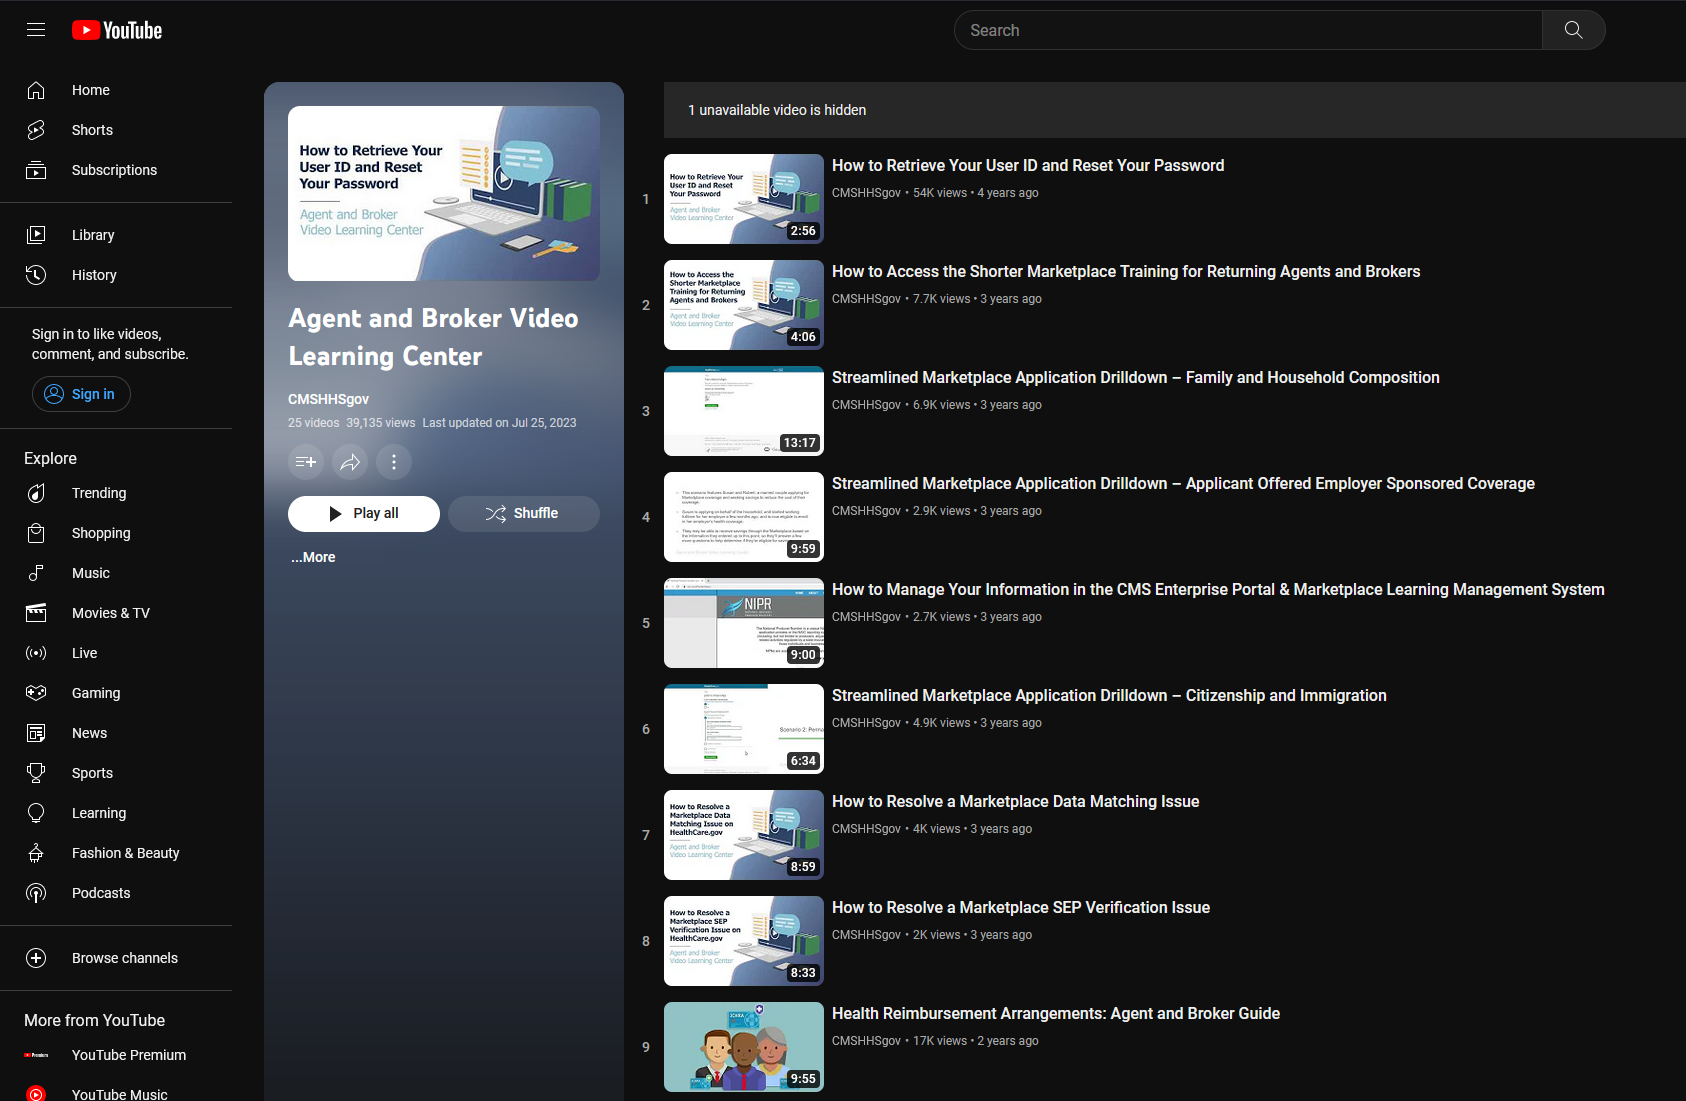 YouTube
Search
Home
Shorts
Subscriptions
Library
History
Sign in to like videos,
comment, and subscribe.
Sign in
Explore
Trending
Shopping
Music
Movies & TV
Live
Gaming
News
Sports
Learning
Fashion & Beauty
Podcasts
Browse channels
More from YouTube
Premium
YouTube Premium
YouTube Music
How to Retrieve Your
User ID and Reset
Your Password
Agent and Broker
Video Learning Center
Agent and Broker Video
Learning Center
CMSHHSgov
25 videos 39,135 views Last updated on Jul 25, 2023
Play all
Shuffle
...More
1 unavailable video is hidden
1
How to Retrieve Your
User ID and Reset
Your Password
Agent and Broker
Video Learning Center
2:56
How to Retrieve Your User ID and Reset Your Password
CMSHHSgov • 54K views • 4 years ago
2
How to Access the
Shorter Marketplace
Training for Returning
Agents and Brokers
Agent and Broker
Video Learning Center
4:06
How to Access the Shorter Marketplace Training for Returning Agents and Brokers
CMSHHSgov • 7.7K views • 3 years ago
3
13:17
Streamlined Marketplace Application Drilldown – Family and Household Composition
CMSHHSgov • 6.9K views • 3 years ago
4
9:59
Streamlined Marketplace Application Drilldown – Applicant Offered Employer Sponsored Coverage
CMSHHSgov • 2.9K views • 3 years ago
5
NIPR
9:00
How to Manage Your Information in the CMS Enterprise Portal & Marketplace Learning Management System
CMSHHSgov • 2.7K views • 3 years ago
6
Scenario 2: Perma
6:34
Streamlined Marketplace Application Drilldown – Citizenship and Immigration
CMSHHSgov • 4.9K views • 3 years ago
7
How to Resolve a
Marketplace Data
Matching Issue on
HealthCare.gov
Agent and Broker
Video Learning Center
8:59
How to Resolve a Marketplace Data Matching Issue
CMSHHSgov • 4K views • 3 years ago
8
How to Resolve a
Marketplace SEP
Verification Issue on
HealthCare.gov
Agent and Broker
Video Learning Center
8:33
How to Resolve a Marketplace SEP Verification Issue
CMSHHSgov • 2K views • 3 years ago
9
ICHRA
9:55
Health Reimbursement Arrangements: Agent and Broker Guide
CMSHHSgov • 17K views • 2 years ago